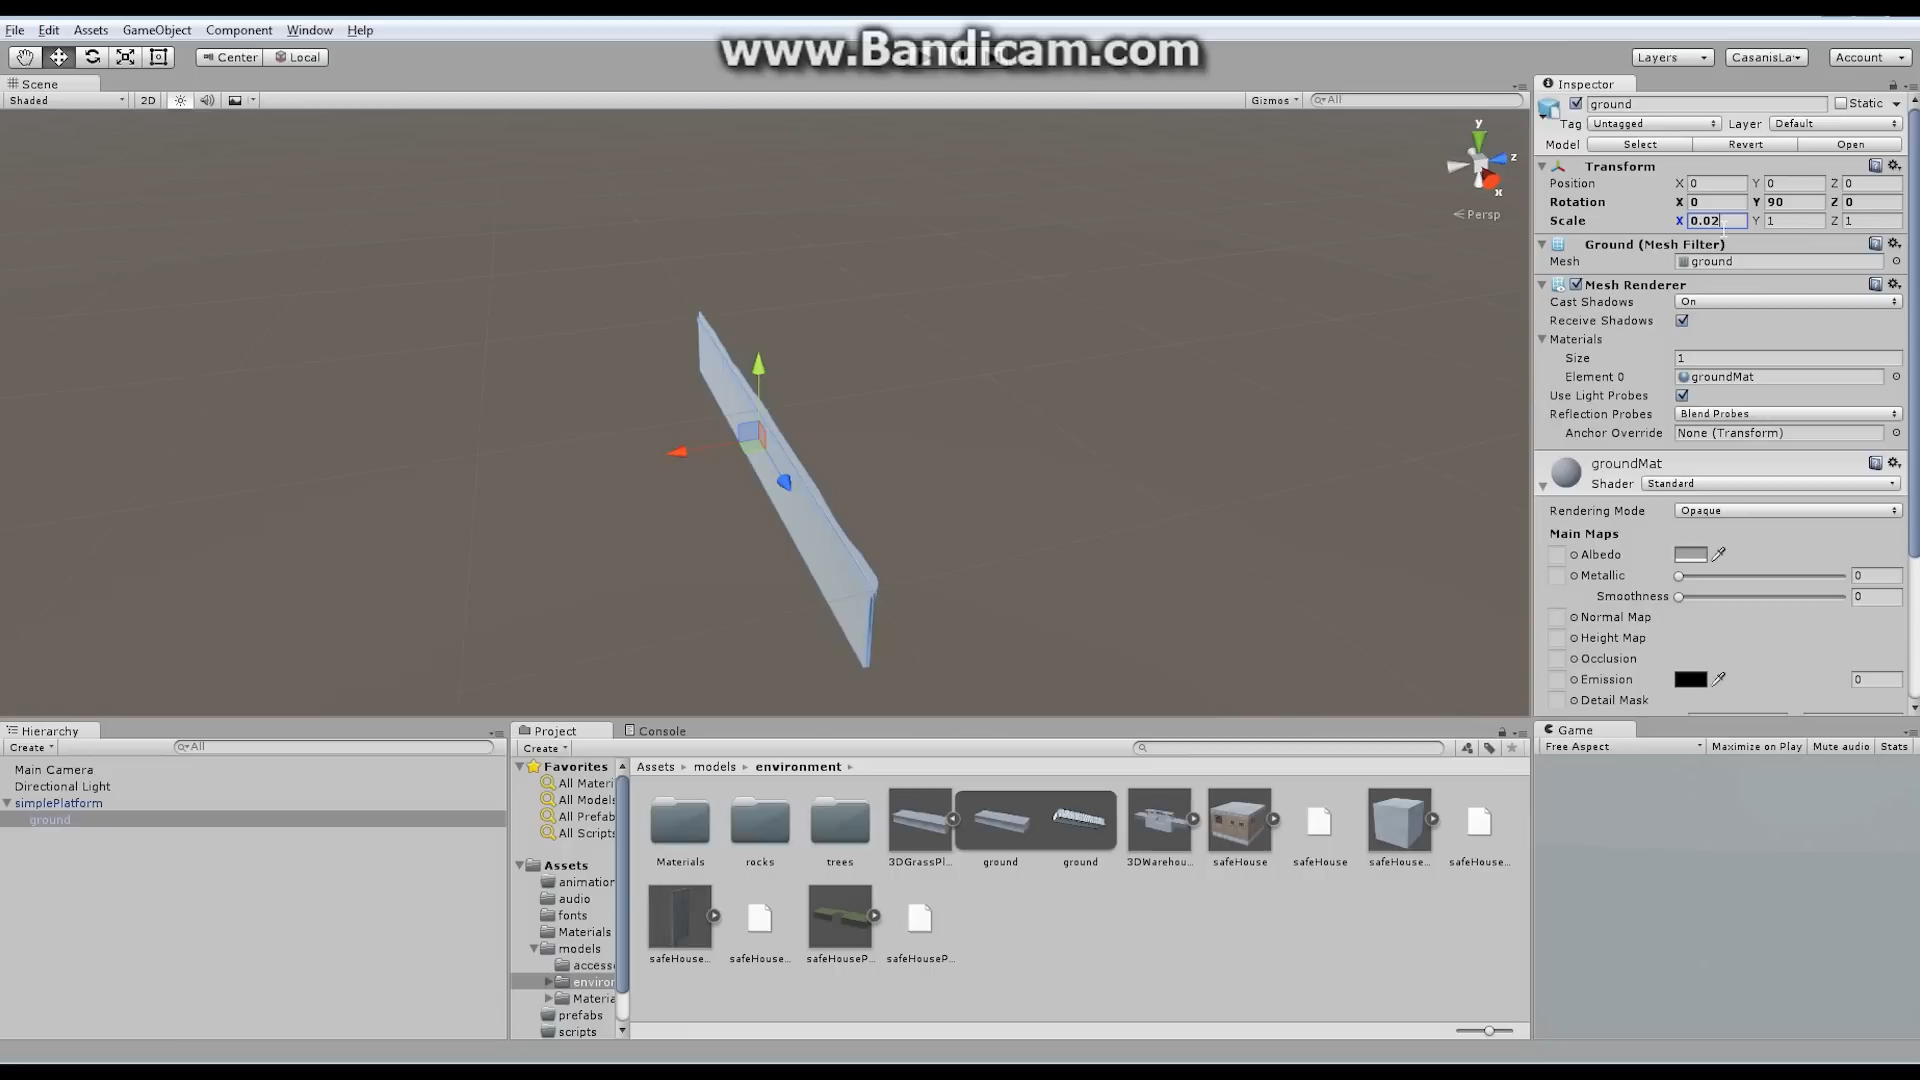 www.Bandicam.com
File Edit Assets GameObject Component Window Help
Center Local
Layers CasanisLa Account
Scene
Shaded 2D Gizmos All
y
z
x
Persp
Inspector
ground Static
Tag Untagged Layer Default
Model Select Revert Open
Transform
Position X 0 Y 0 Z 0
Rotation X 0 Y 90 Z 0
Scale X 0.02 Y 1 Z 1
Ground (Mesh Filter)
Mesh ground
Mesh Renderer
Cast Shadows On
Receive Shadows
Materials
Size 1
Element 0 groundMat
Use Light Probes
Reflection Probes Blend Probes
Anchor Override None (Transform)
groundMat
Shader Standard
Rendering Mode Opaque
Main Maps
Albedo
Metallic 0
Smoothness 0
Normal Map
Height Map
Occlusion
Emission 0
Detail Mask
Hierarchy
Create All
Main Camera
Directional Light
simplePlatform
ground
Project Console
Create
Favorites
All Materi
All Models
All Prefab
All Scripts
Assets
animation
audio
fonts
Materials
models
access
enviror
Materia
prefabs
scripts
Assets models environment
Materials rocks trees 3DGrassPl... ground ground 3DWarehou... safeHouse safeHouse safeHouse... safeHouse...
safeHouse... safeHouse... safeHouseP... safeHouseP...
Game
Free Aspect Maximize on Play Mute audio Stats